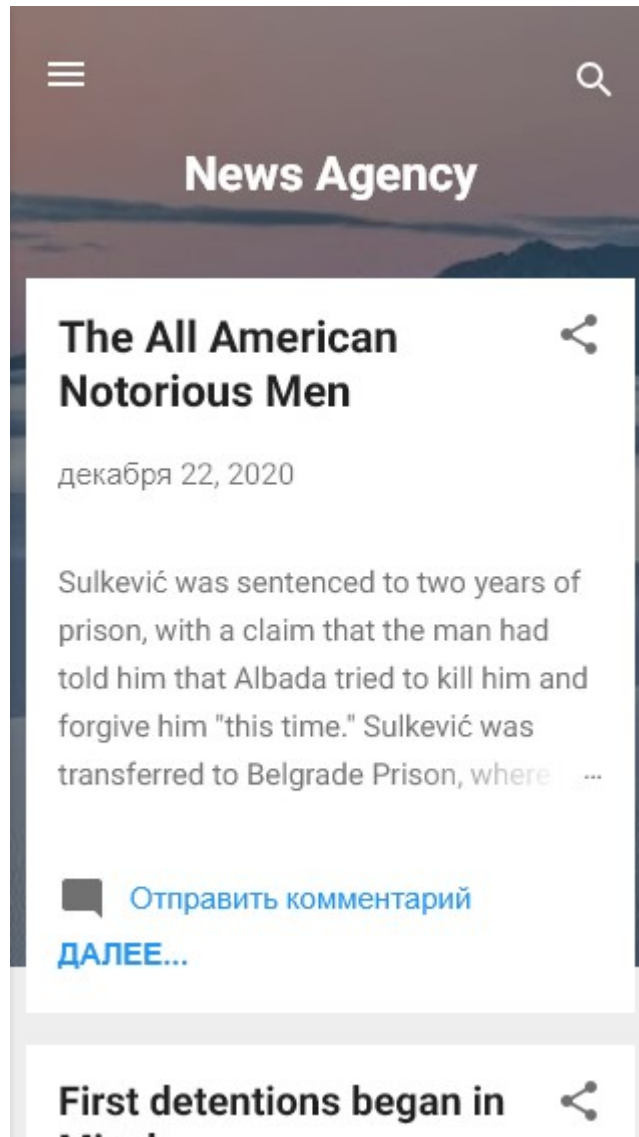 News Agency
The All American
Notorious Men
декабря 22, 2020
Sulkević was sentenced to two years of
prison, with a claim that the man had
told him that Albada tried to kill him and
forgive him "this time." Sulkević was
transferred to Belgrade Prison, where ...
Отправить комментарий
ДАЛЕЕ...
First detentions began in